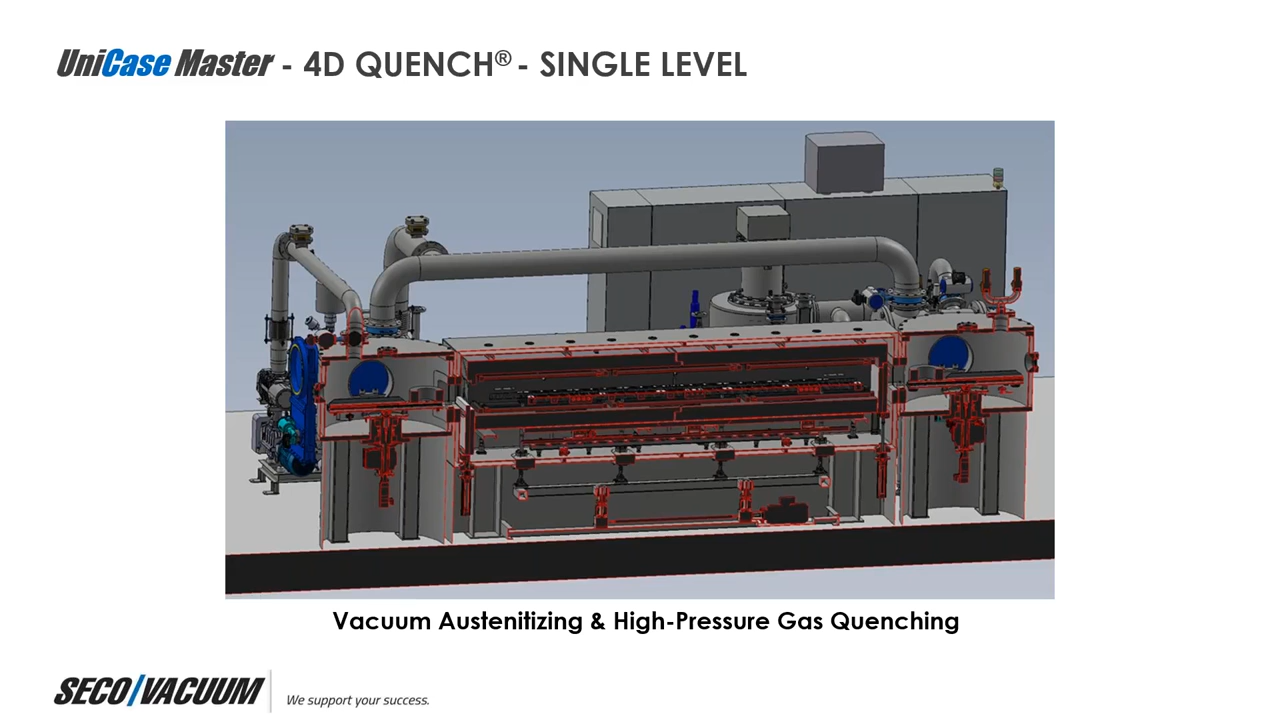 UniCase Master - 4D QUENCH® - SINGLE LEVEL
Vacuum Austenitizing & High-Pressure Gas Quenching
SECO/VACUUM
We support your success.